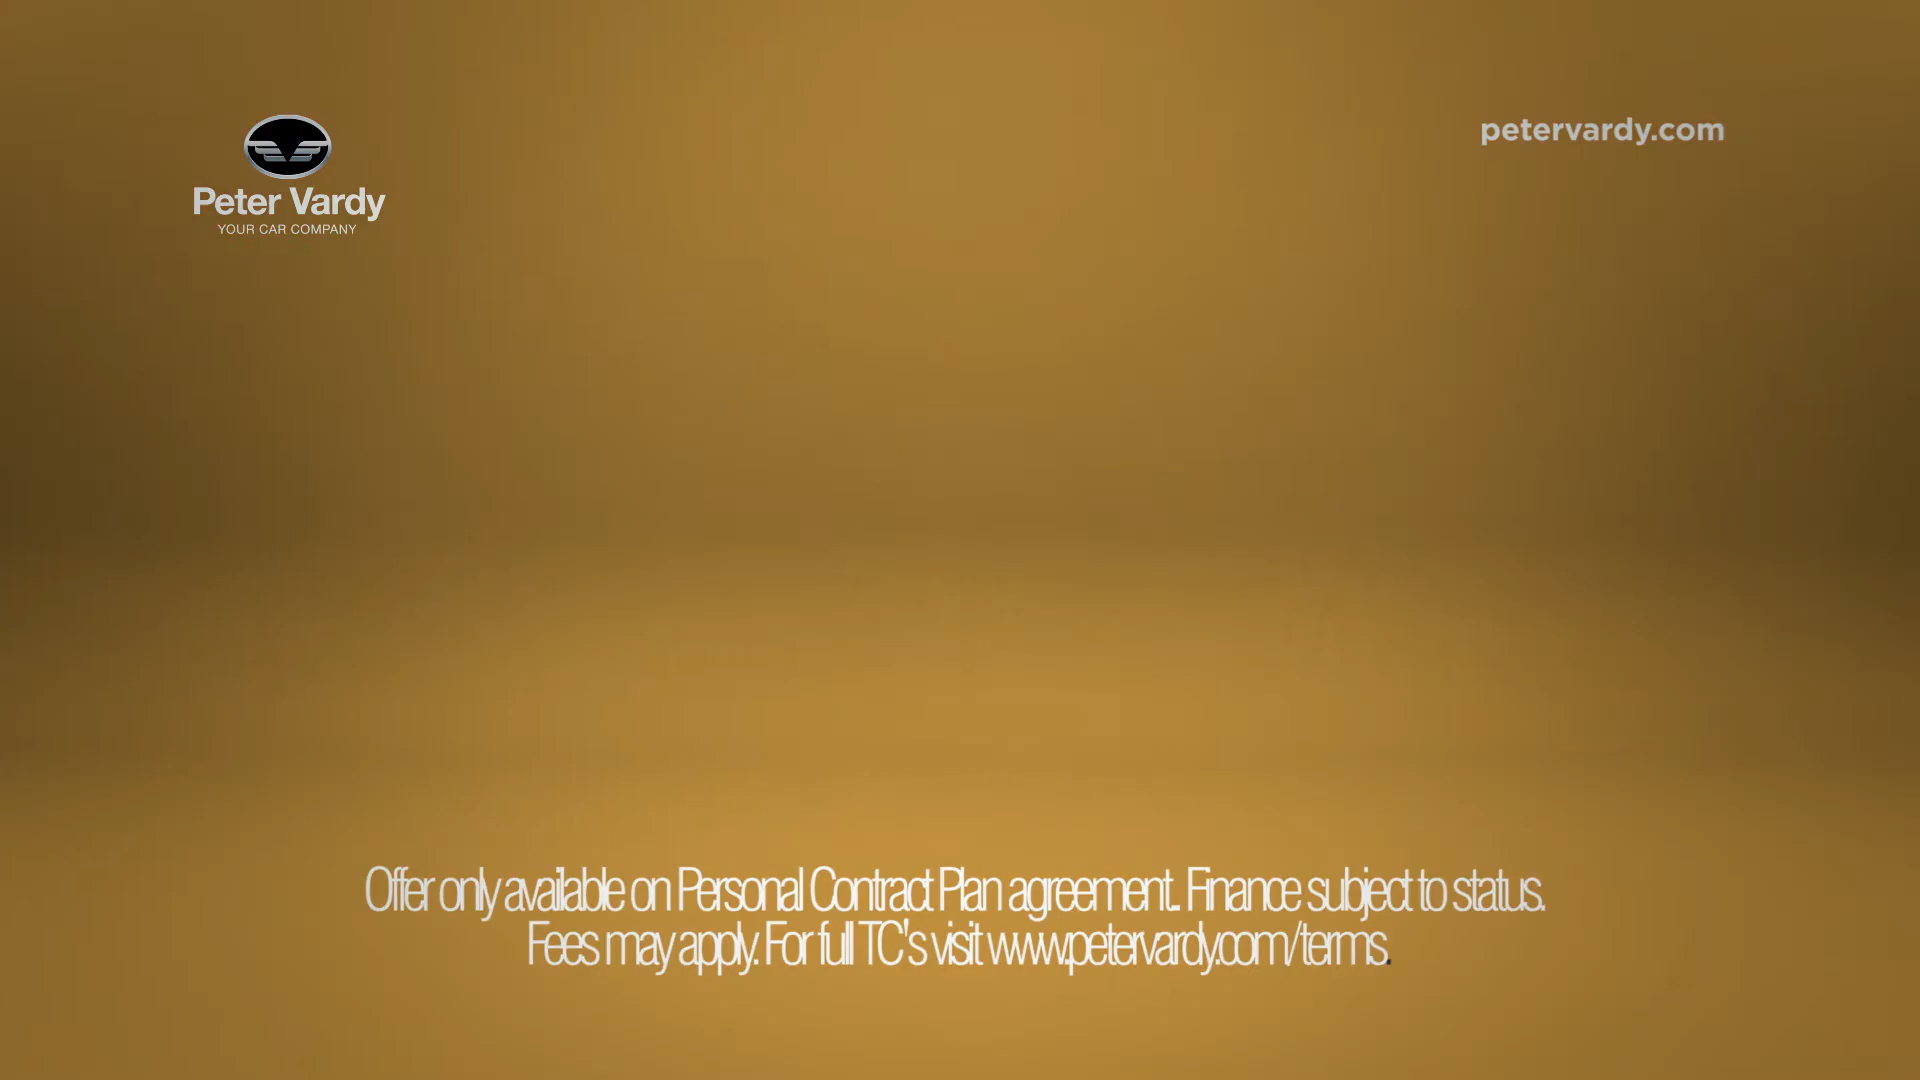 petervardy.com
Peter Vardy
YOUR CAR COMPANY
Offer only available on Personal Contract Plan agreement. Finance subject to status.
Fees may apply. For full TC's visit www.petervardy.com/terms.